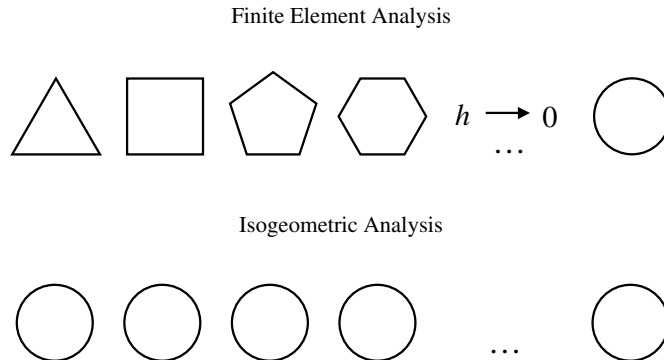 Finite Element Analysis
h → 0
...
Isogeometric Analysis
...